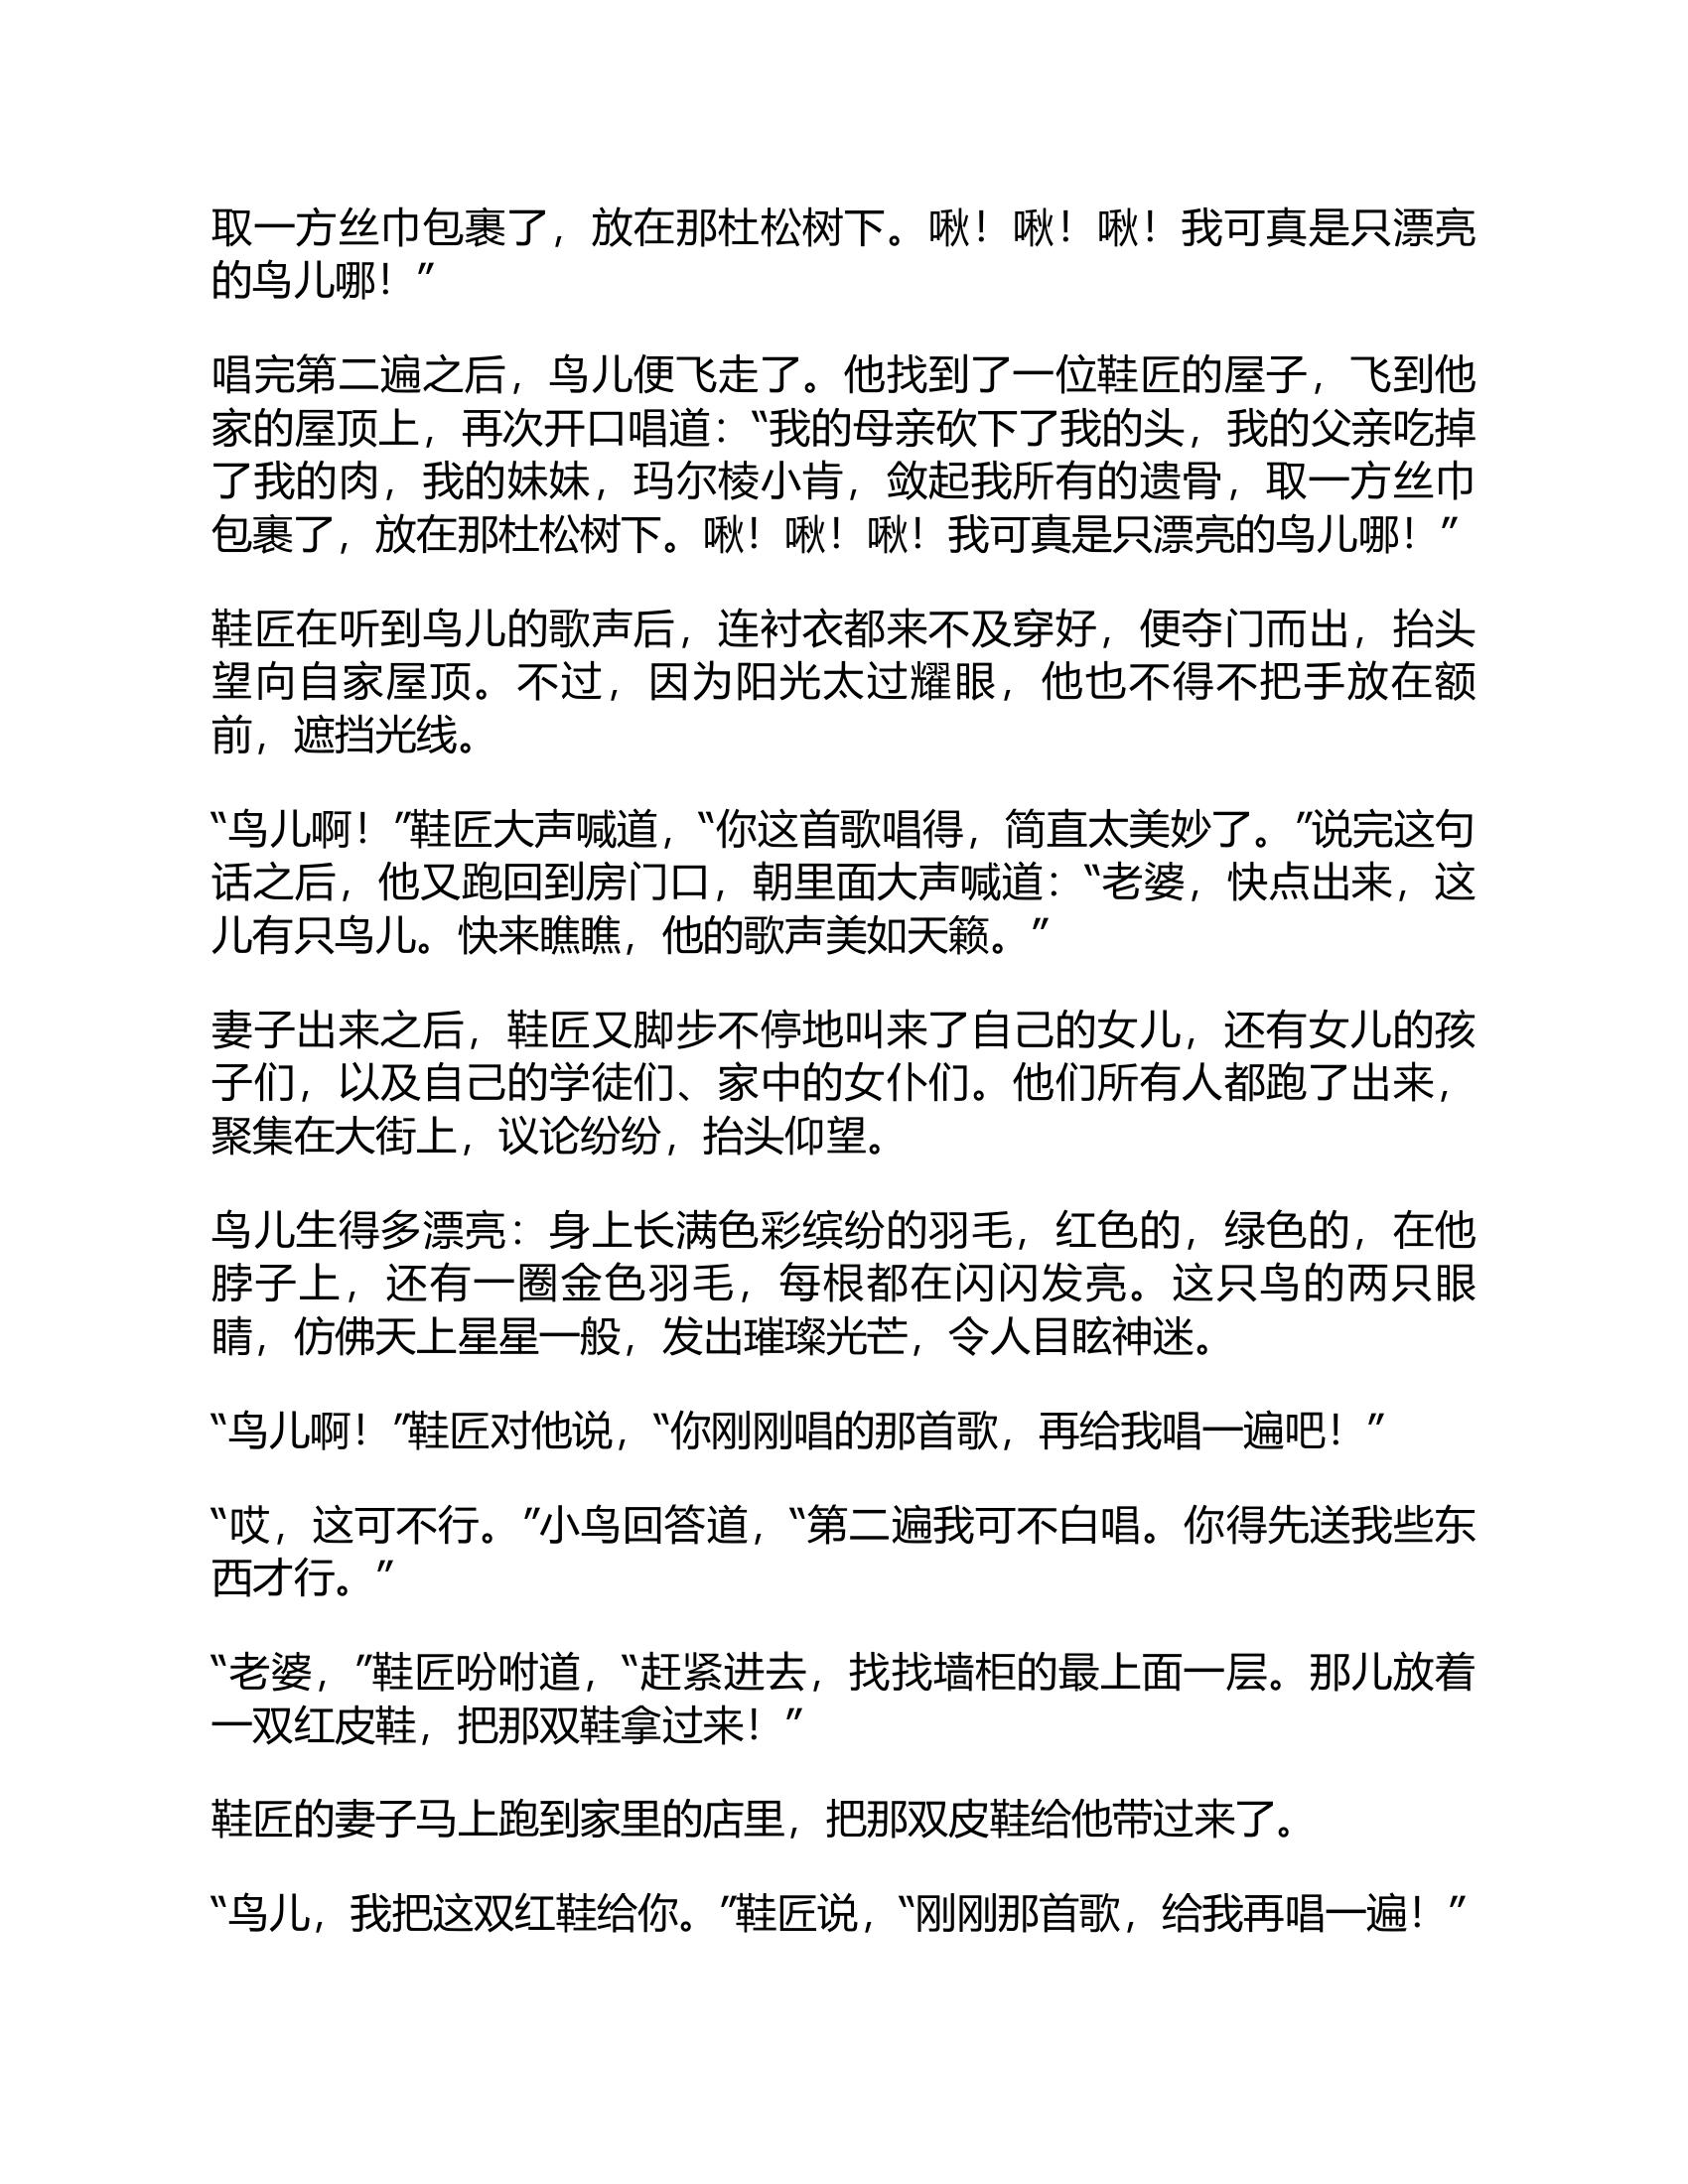 取一方丝巾包裹了，放在那杜松树下。啾！啾！啾！我可真是只漂亮
的鸟儿哪！”
唱完第二遍之后，鸟儿便飞走了。他找到了一位鞋匠的屋子，飞到他
家的屋顶上，再次开口唱道：“我的母亲砍下了我的头，我的父亲吃掉
了我的肉，我的妹妹，玛尔棱小肯，敛起我所有的遗骨，取一方丝巾
包裹了，放在那杜松树下。啾！啾！啾！我可真是只漂亮的鸟儿哪！”
鞋匠在听到鸟儿的歌声后，连衬衣都来不及穿好，便夺门而出，抬头
望向自家屋顶。不过，因为阳光太过耀眼，他也不得不把手放在额
前，遮挡光线。
“鸟儿啊！”鞋匠大声喊道，“你这首歌唱得，简直太美妙了。”说完这句
话之后，他又跑回到房门口，朝里面大声喊道：“老婆，快点出来，这
儿有只鸟儿。快来瞧瞧，他的歌声美如天籁。”
妻子出来之后，鞋匠又脚步不停地叫来了自己的女儿，还有女儿的孩
子们，以及自己的学徒们、家中的女仆们。他们所有人都跑了出来，
聚集在大街上，议论纷纷，抬头仰望。
鸟儿生得多漂亮：身上长满色彩缤纷的羽毛，红色的，绿色的，在他
脖子上，还有一圈金色羽毛，每根都在闪闪发亮。这只鸟的两只眼
睛，仿佛天上星星一般，发出璀璨光芒，令人目眩神迷。
“鸟儿啊！”鞋匠对他说，“你刚刚唱的那首歌，再给我唱一遍吧！”
“哎，这可不行。”小鸟回答道，“第二遍我可不白唱。你得先送我些东
西才行。”
“老婆，”鞋匠吩咐道，“赶紧进去，找找墙柜的最上面一层。那儿放着
一双红皮鞋，把那双鞋拿过来！”
鞋匠的妻子马上跑到家里的店里，把那双皮鞋给他带过来了。
“鸟儿，我把这双红鞋给你。”鞋匠说，“刚刚那首歌，给我再唱一遍！”